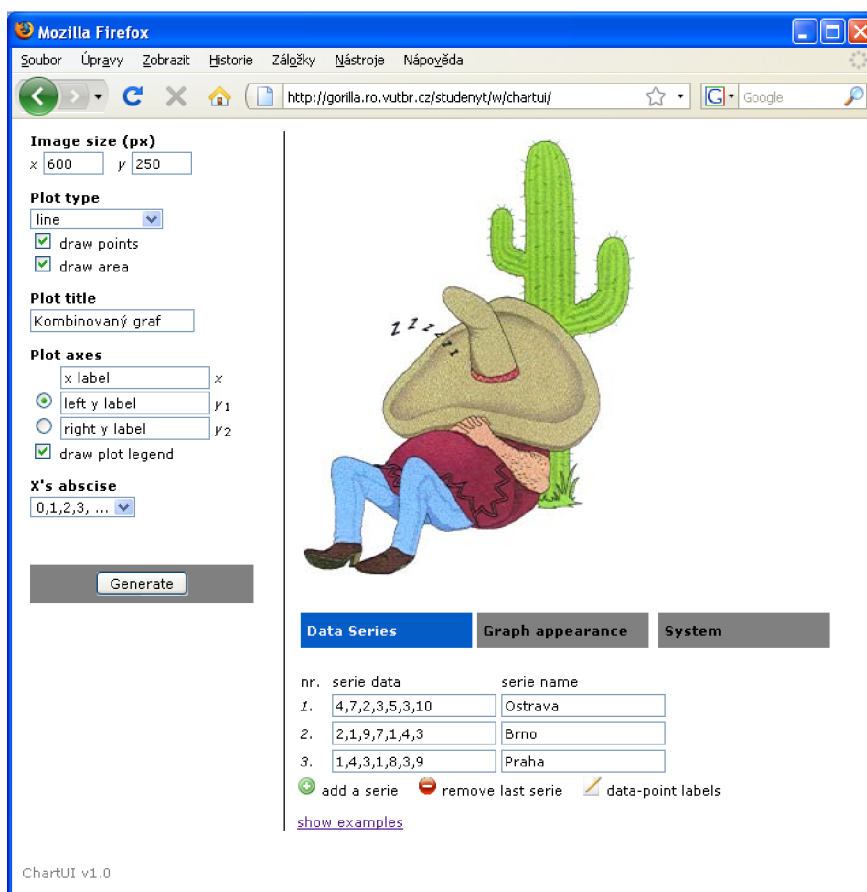 Mozilla Firefox
Soubor Úpravy Zobrazit Historie Záložky Nástroje Nápověda
http://gorilla.ro.vutbr.cz/studenyt/w/chartui/ G Google
Image size (px)
x 600 y 250
Plot type
line
draw points
draw area
Plot title
Kombinovaný graf
Plot axes
x label x
left y label y1
right y label y2
draw plot legend
X's abscise
0,1,2,3, ...
Generate
z z z z z z z
Data Series Graph appearance System
nr. serie data serie name
1. 4,7,2,3,5,3,10 Ostrava
2. 2,1,9,7,1,4,3 Brno
3. 1,4,3,1,8,3,9 Praha
add a serie remove last serie data-point labels
show examples
ChartUI v1.0